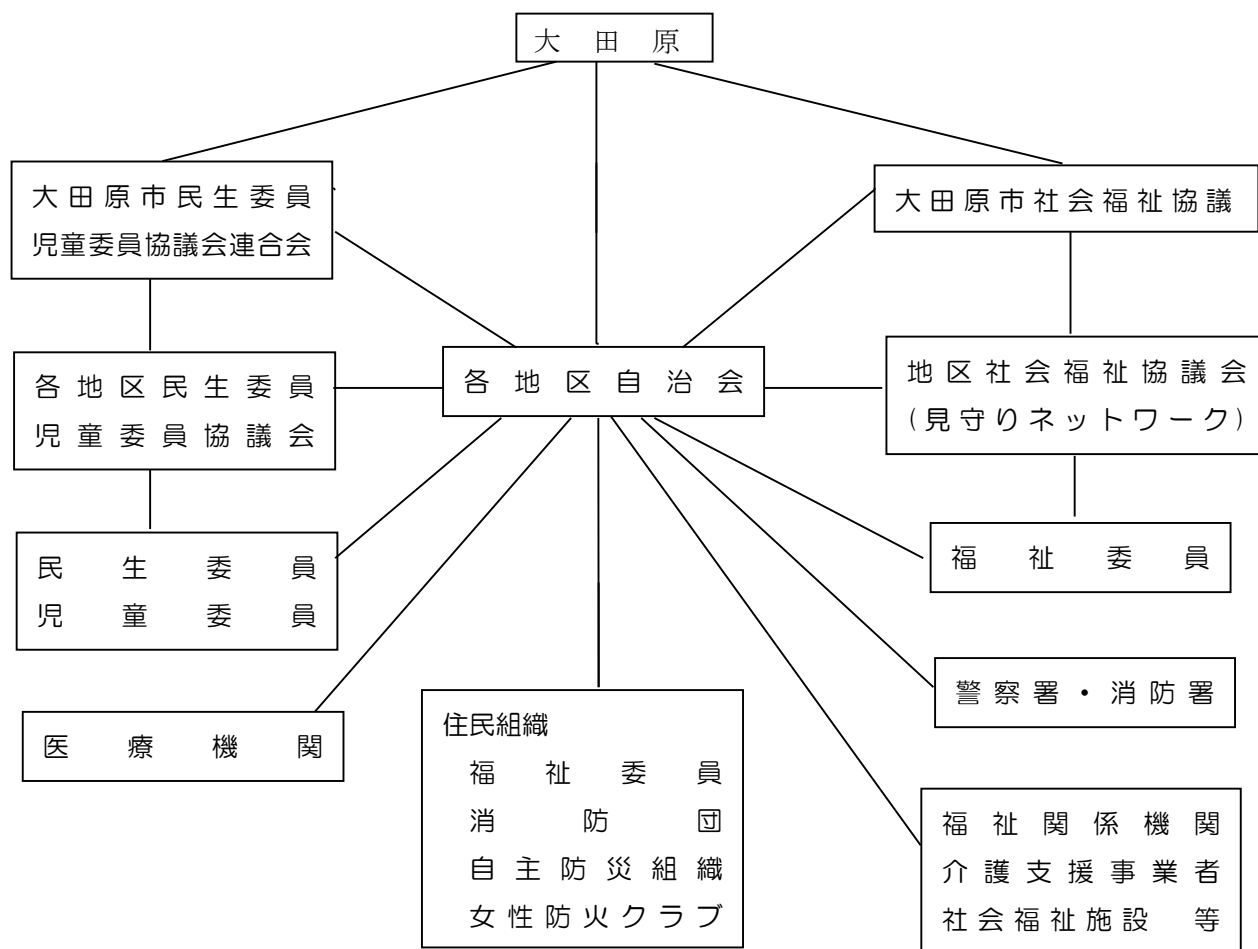 大田原
大田原市民生委員
児童委員協議会連合会
大田原市社会福祉協議
各地区民生委員
児童委員協議会
各地区自治会
地区社会福祉協議会
(見守りネットワーク)
民生委員
児童委員
福祉委員
警察署・消防署
医療機関
住民組織
福祉委員
消防団
自主防災組織
女性防火クラブ
福祉関係機関
介護支援事業者
社会福祉施設 等